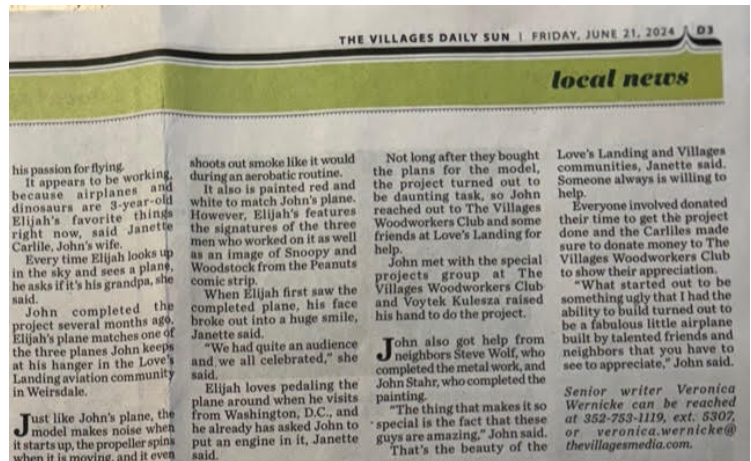 THE VILLAGES DAILY SUN | FRIDAY, JUNE 21, 2024 D3
local news
his passion for flying.
It appears to be working,
because airplanes and
dinosaurs are 3-year-old
Elijah's favorite things
right now, said Janette
Carlile, John's wife.
Every time Elijah looks up
in the sky and sees a plane,
he asks if it's his grandpa, she
said.
John completed the
project several months ago.
Elijah's plane matches one of
the three planes John keeps
at his hanger in the Love's
Landing aviation community
in Weirsdale.
Just like John's plane, the
model makes noise when
it starts up, the propeller spins
when it is moving, and it even
shoots out smoke like it would
during an aerobatic routine.
It also is painted red and
white to match John's plane.
However, Elijah's features
the signatures of the three
men who worked on it as well
as an image of Snoopy and
Woodstock from the Peanuts
comic strip.
When Elijah first saw the
completed plane, his face
broke out into a huge smile,
Janette said.
"We had quite an audience
and we all celebrated," she
said.
Elijah loves pedaling the
plane around when he visits
from Washington, D.C., and
he already has asked John to
put an engine in it, Janette
said.
Not long after they bought
the plans for the model,
the project turned out to
be daunting task, so John
reached out to The Villages
Woodworkers Club and some
friends at Love's Landing for
help.
John met with the special
projects group at The
Villages Woodworkers Club
and Voytek Kulesza raised
his hand to do the project.
John also got help from
neighbors Steve Wolf, who
completed the metal work, and
John Stahr, who completed the
painting.
"The thing that makes it so
special is the fact that these
guys are amazing," John said.
"That's the beauty of the
Love's Landing and Villages
communities, Janette said.
Someone always is willing to
help.
Everyone involved donated
their time to get the project
done and the Carliles made
sure to donate money to The
Villages Woodworkers Club
to show their appreciation.
"What started out to be
something ugly that I had the
ability to build turned out to
be a fabulous little airplane
built by talented friends and
neighbors that you have to
see to appreciate," John said.
Senior writer Veronica
Wernicke can be reached
at 352-753-1119, ext. 5307,
or veronica.wernicke@
thevillagesmedia.com.